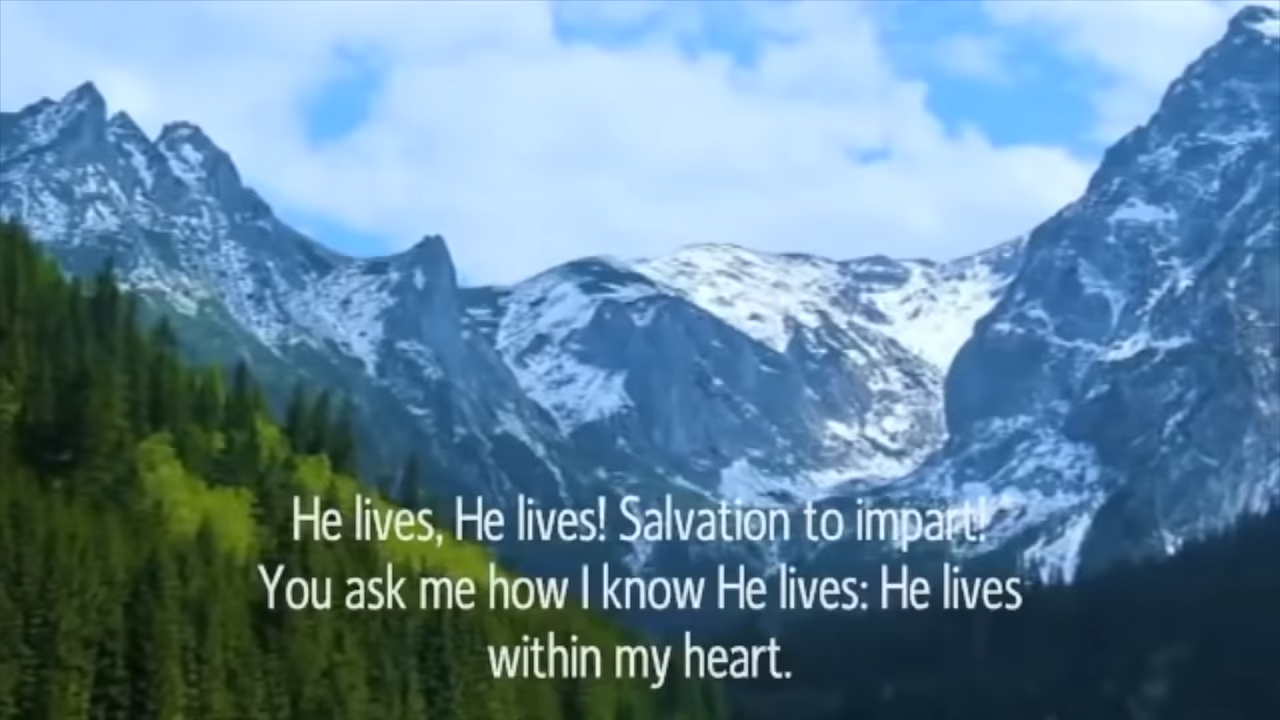 He lives, He lives! Salvation to impart!
You ask me how I know He lives: He lives
within my heart.